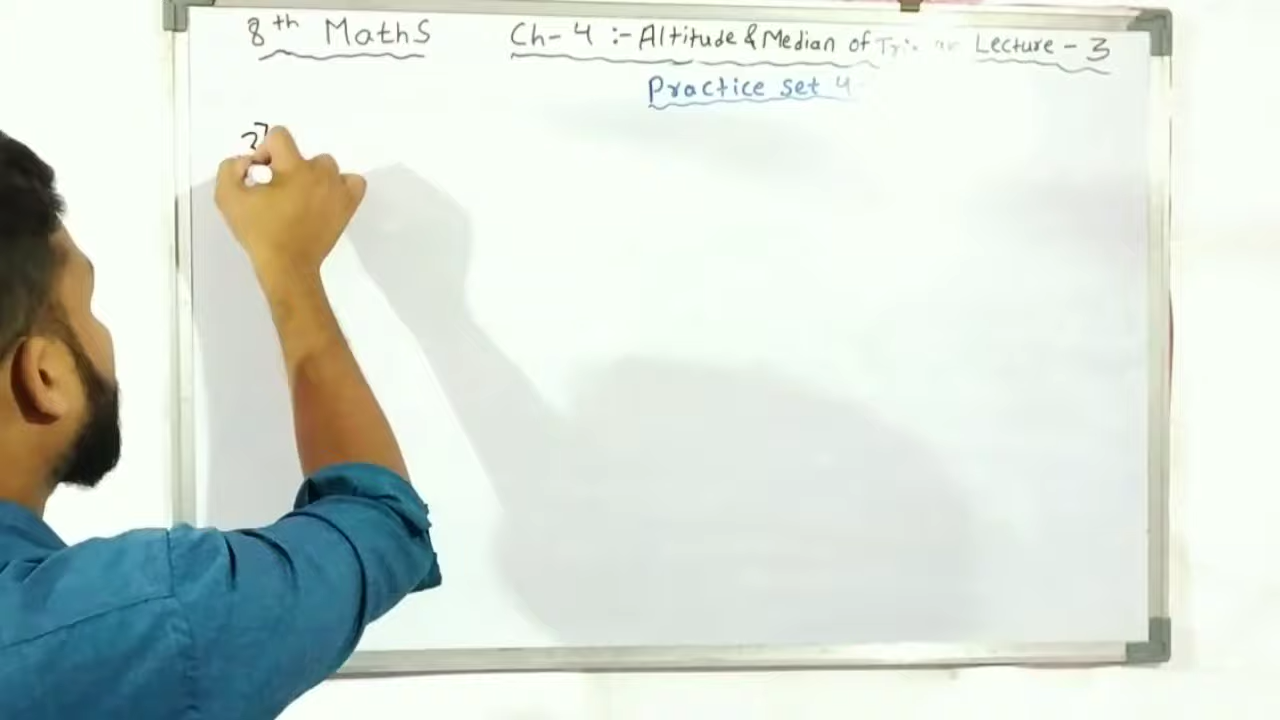 8th Maths Ch-4 :- Altitude & Median of Lecture - 3
Practice set 4